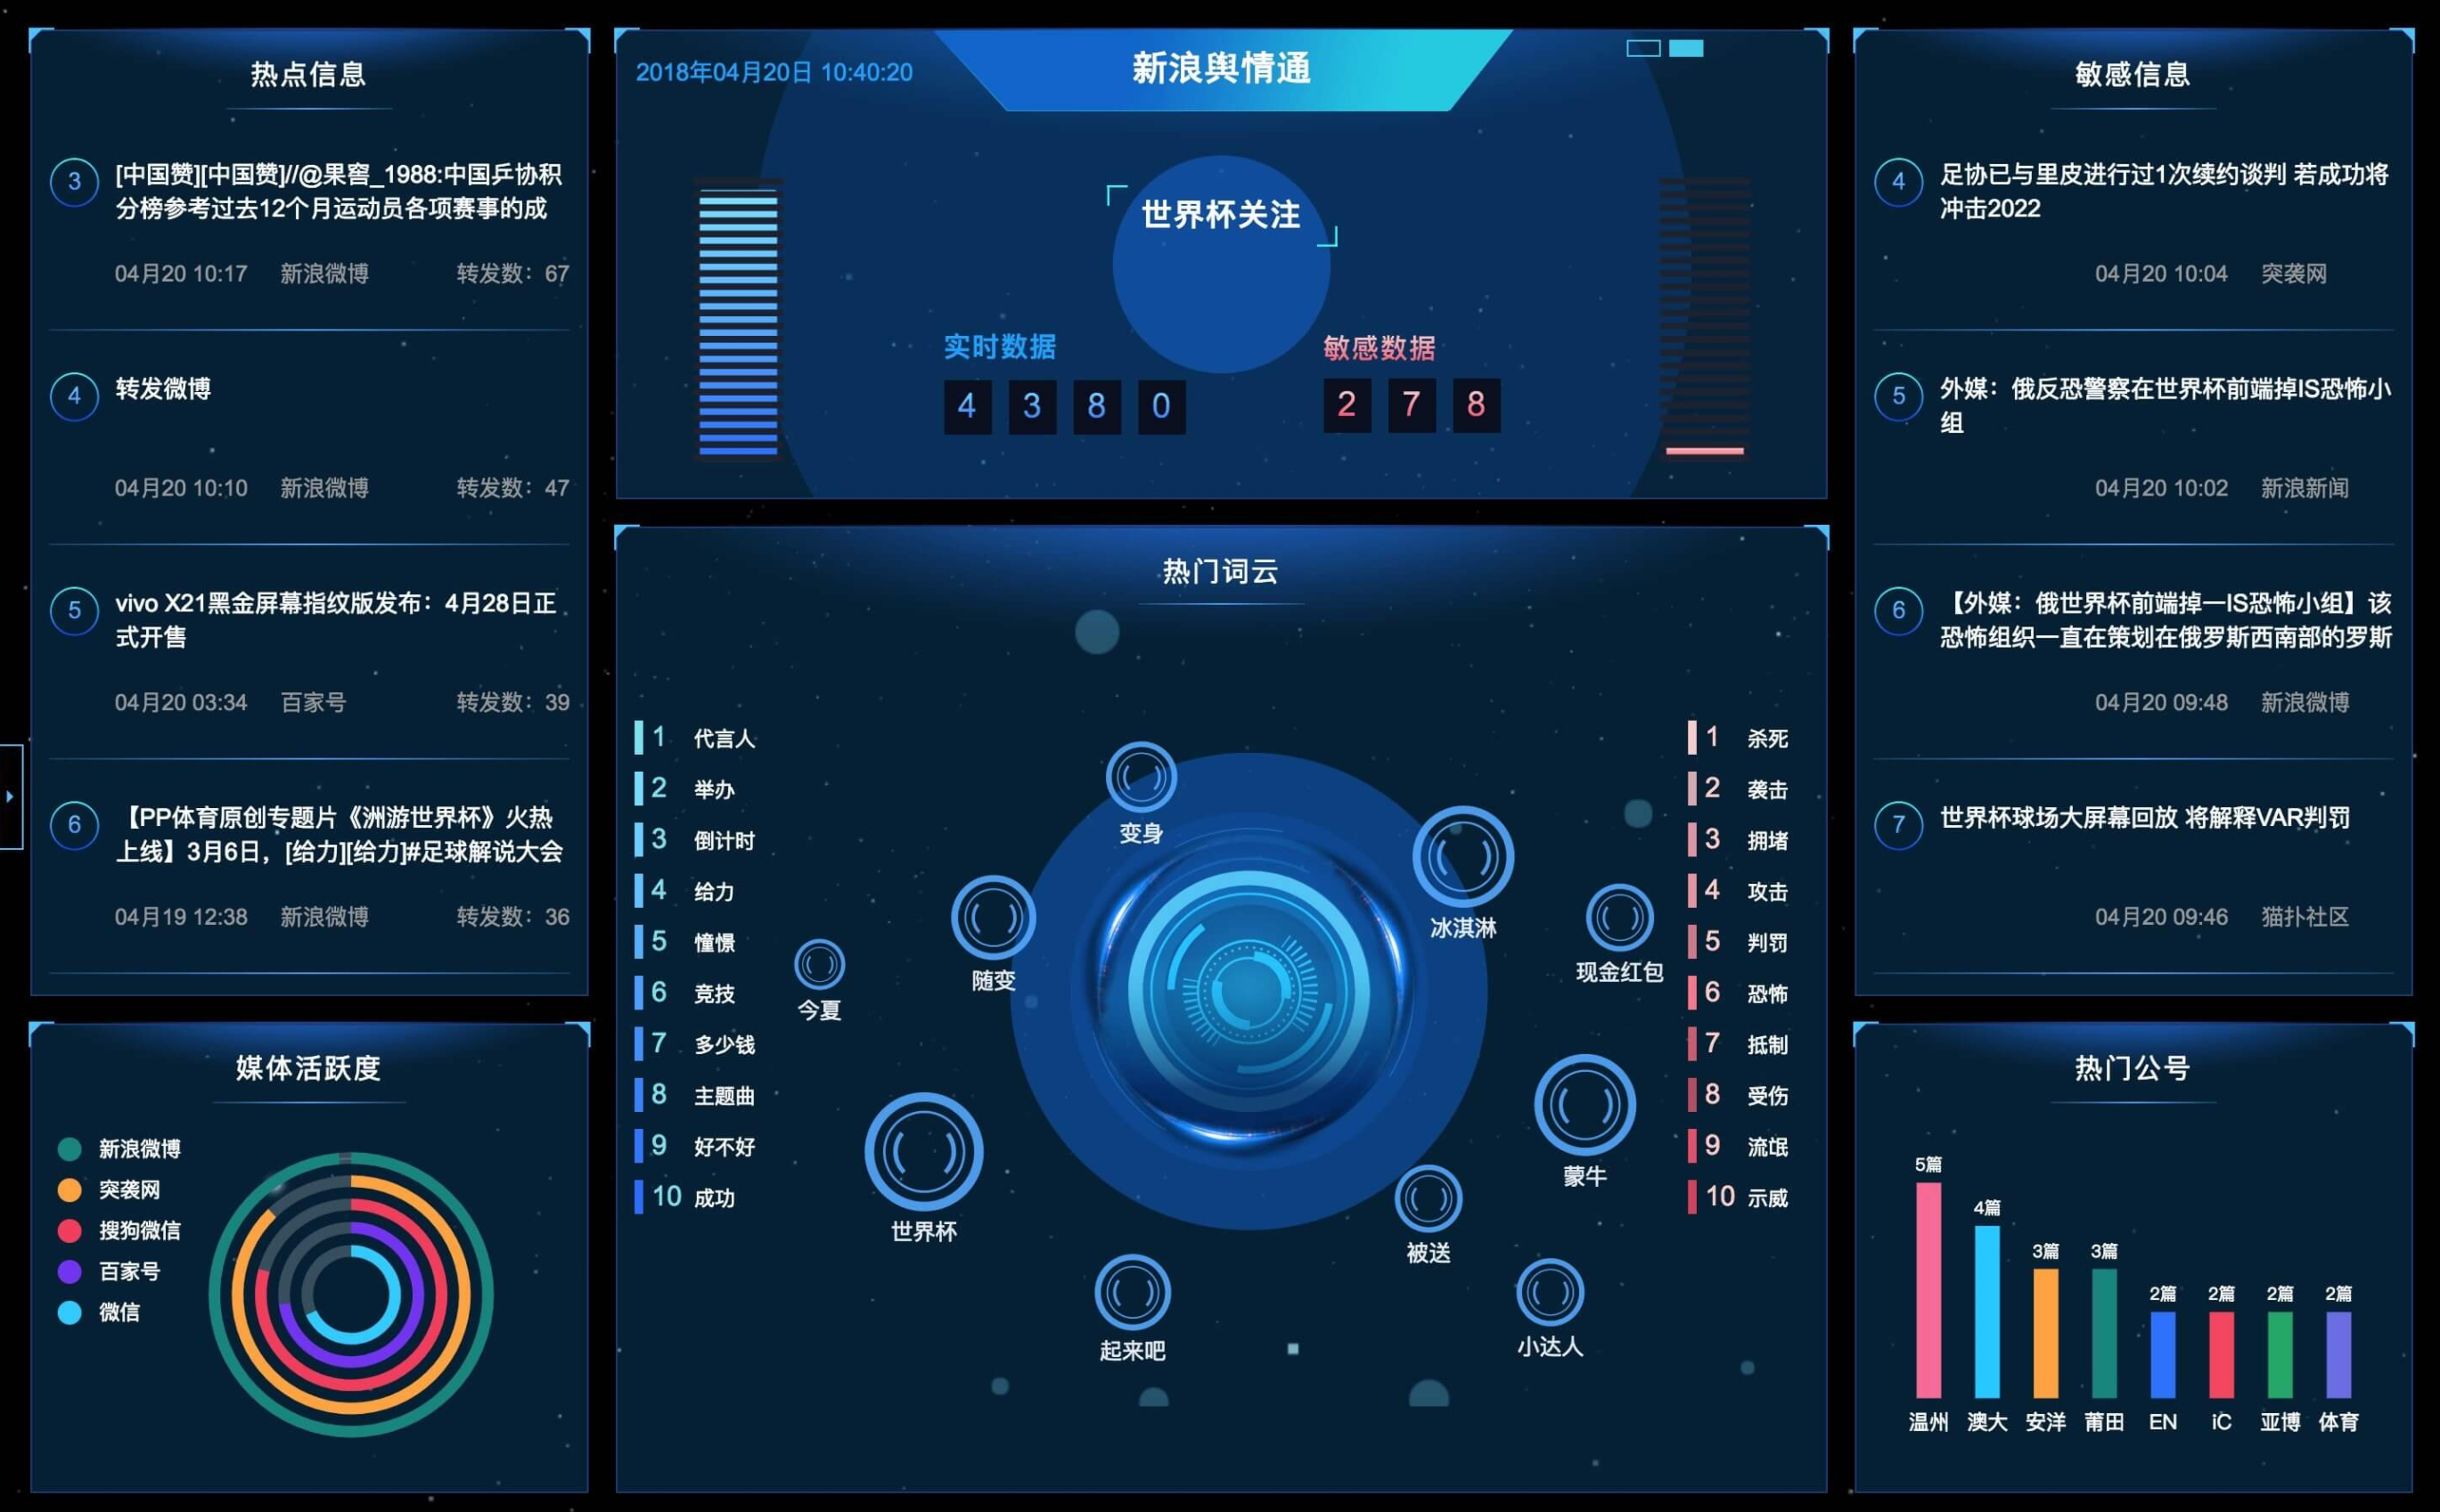 热点信息
3
[中国赞][中国赞]//@果窖_1988:中国乒协积
分榜参考过去12个月运动员各项赛事的成
04月20 10:17 新浪微博 转发数：67
4
转发微博
04月20 10:10 新浪微博 转发数：47
5
vivo X21黑金屏幕指纹版发布：4月28日正
式开售
04月20 03:34 百家号 转发数：39
6
【PP体育原创专题片《洲游世界杯》火热
上线】3月6日，[给力][给力]#足球解说大会
04月19 12:38 新浪微博 转发数：36
媒体活跃度
新浪微博
突袭网
搜狗微信
百家号
微信
2018年04月20日 10:40:20
新浪舆情通
世界杯关注
实时数据
4 3 8 0
敏感数据
2 7 8
热门词云
1 代言人
2 举办
3 倒计时
4 给力
5 憧憬
6 竞技
7 多少钱
8 主题曲
9 好不好
10 成功
变身
冰淇淋
随变
现金红包
今夏
蒙牛
世界杯
被送
起来吧
小达人
1 杀死
2 袭击
3 拥堵
4 攻击
5 判罚
6 恐怖
7 抵制
8 受伤
9 流氓
10 示威
敏感信息
4
足协已与里皮进行过1次续约谈判 若成功将
冲击2022
04月20 10:04 突袭网
5
外媒：俄反恐警察在世界杯前端掉IS恐怖小
组
04月20 10:02 新浪新闻
6
【外媒：俄世界杯前端掉一IS恐怖小组】该
恐怖组织一直在策划在俄罗斯西南部的罗斯
04月20 09:48 新浪微博
7
世界杯球场大屏幕回放 将解释VAR判罚
04月20 09:46 猫扑社区
热门公号
5篇 4篇 3篇 3篇 2篇 2篇 2篇 2篇
温州 澳大 安洋 莆田 EN iC 亚博 体育